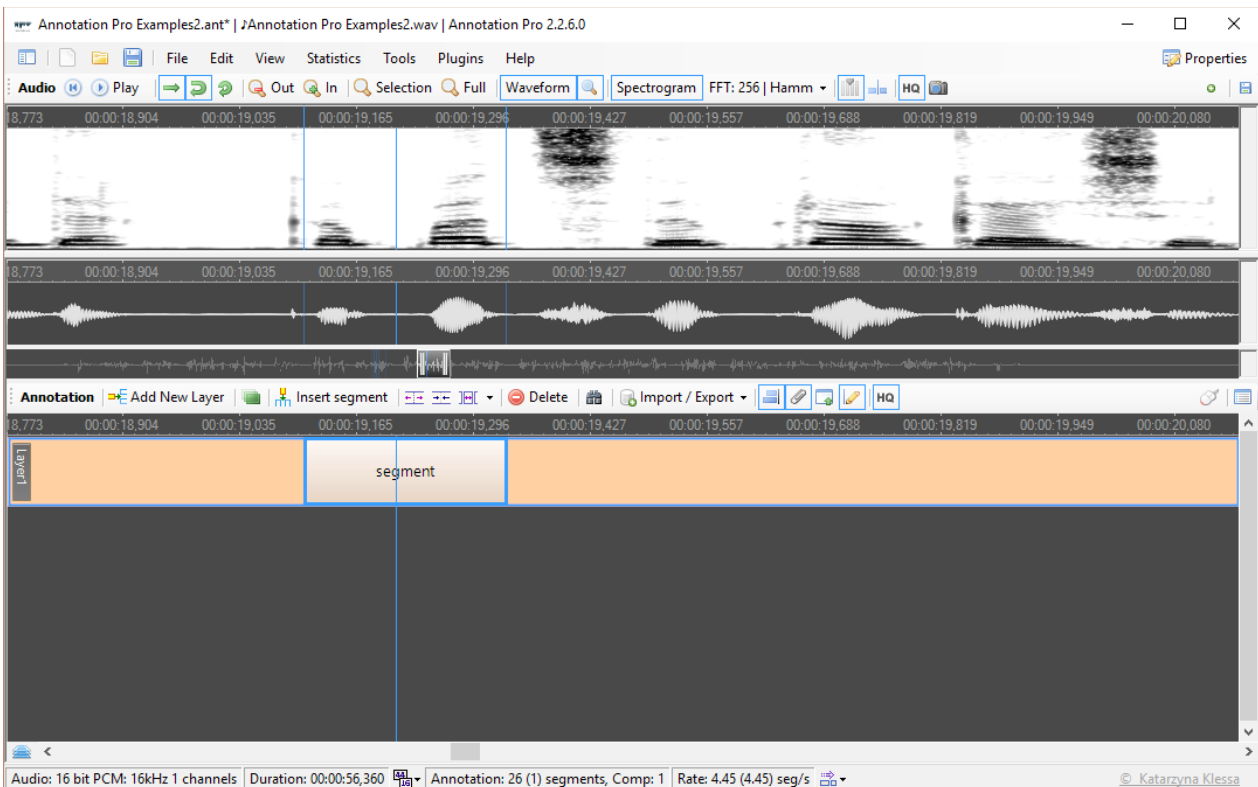 Annotation Pro Examples2.ant* | ♪Annotation Pro Examples2.wav | Annotation Pro 2.2.6.0
File Edit View Statistics Tools Plugins Help Properties
Audio Play Out In Selection Full Waveform Spectrogram FFT: 256 | Hamm HQ
18,773 00:00:18,904 00:00:19,035 00:00:19,165 00:00:19,296 00:00:19,427 00:00:19,557 00:00:19,688 00:00:19,819 00:00:19,949 00:00:20,080
18,773 00:00:18,904 00:00:19,035 00:00:19,165 00:00:19,296 00:00:19,427 00:00:19,557 00:00:19,688 00:00:19,819 00:00:19,949 00:00:20,080
Annotation Add New Layer Insert segment Delete Import / Export HQ
18,773 00:00:18,904 00:00:19,035 00:00:19,165 00:00:19,296 00:00:19,427 00:00:19,557 00:00:19,688 00:00:19,819 00:00:19,949 00:00:20,080
Layer1 segment
Audio: 16 bit PCM: 16kHz 1 channels Duration: 00:00:56,360 44 16 Annotation: 26 (1) segments, Comp: 1 Rate: 4.45 (4.45) seg/s © Katarzyna Klessa